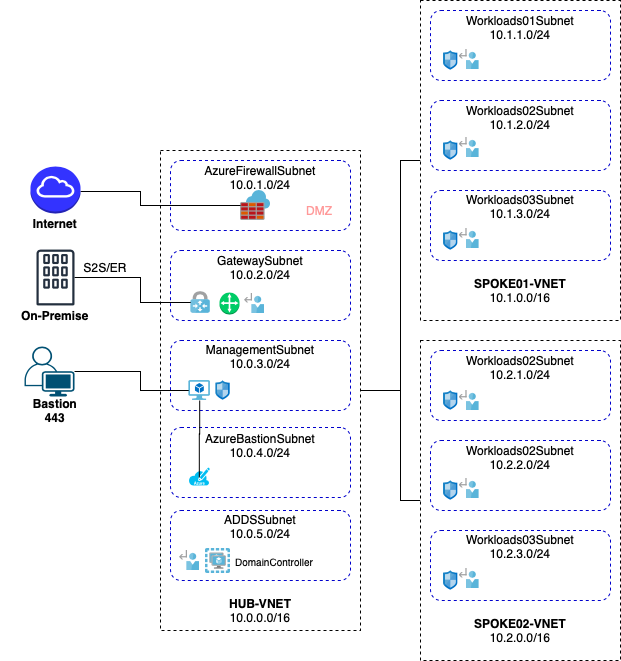 Internet
S2S/ER
On-Premise
Bastion
443
AzureFirewallSubnet
10.0.1.0/24
DMZ
GatewaySubnet
10.0.2.0/24
ManagementSubnet
10.0.3.0/24
AzureBastionSubnet
10.0.4.0/24
Azure
ADDSSubnet
10.0.5.0/24
DomainController
HUB-VNET
10.0.0.0/16
Workloads01Subnet
10.1.1.0/24
Workloads02Subnet
10.1.2.0/24
Workloads03Subnet
10.1.3.0/24
SPOKE01-VNET
10.1.0.0/16
Workloads02Subnet
10.2.1.0/24
Workloads02Subnet
10.2.2.0/24
Workloads03Subnet
10.2.3.0/24
SPOKE02-VNET
10.2.0.0/16